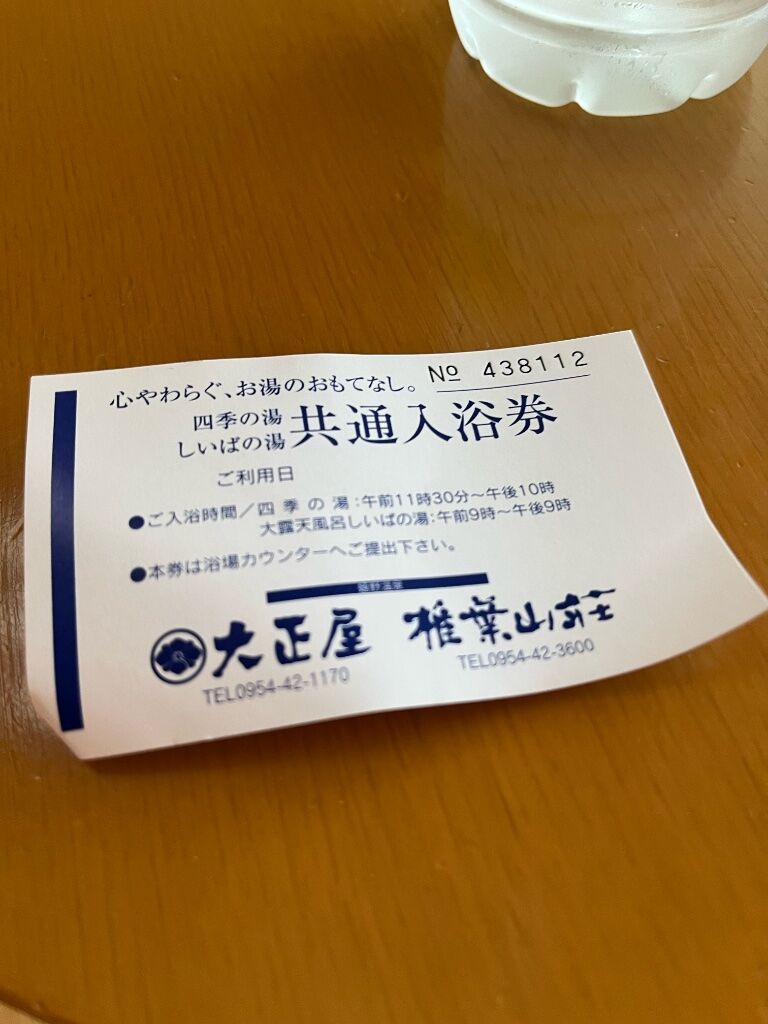 心やわらぐ、お湯のおもてなし。
№ 438112
四季の湯
しいばの湯
共通入浴券
ご利用日
●ご入浴時間／四季の湯:午前11時30分～午後10時
大露天風呂しいばの湯:午前9時～午後9時
●本券は浴場カウンターへご提出下さい。
嬉野温泉
大正屋 椎葉山荘
TEL0954-42-1170 TEL0954-42-3600